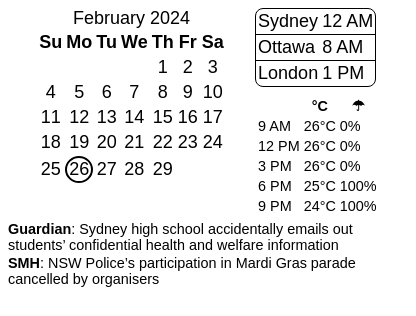 February 2024
Su Mo Tu We Th Fr Sa
1 2 3
4 5 6 7 8 9 10
11 12 13 14 15 16 17
18 19 20 21 22 23 24
25 26 27 28 29
Sydney 12 AM
Ottawa 8 AM
London 1 PM
°C ☂
9 AM 26°C 0%
12 PM 26°C 0%
3 PM 26°C 0%
6 PM 25°C 100%
9 PM 24°C 100%
Guardian: Sydney high school accidentally emails out
students’ confidential health and welfare information
SMH: NSW Police’s participation in Mardi Gras parade
cancelled by organisers